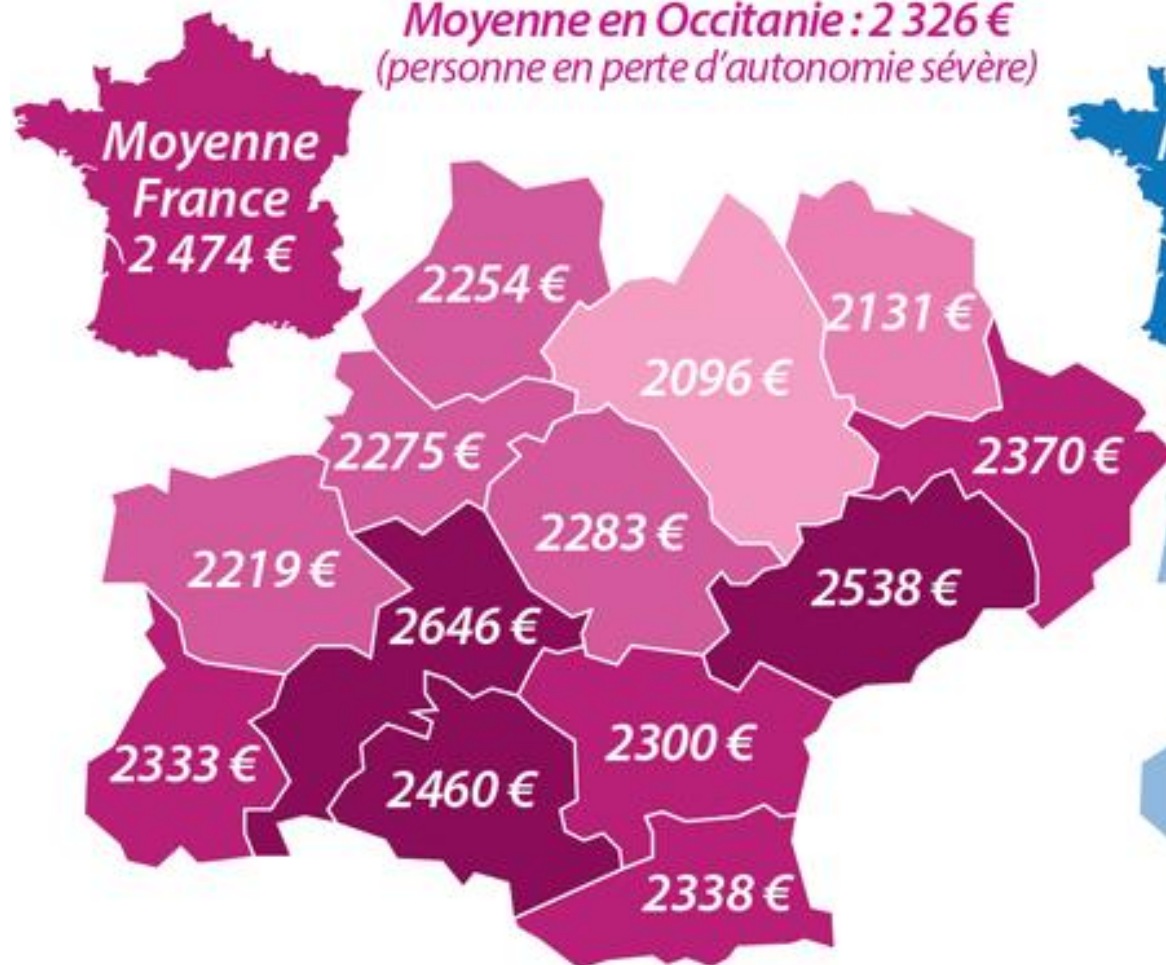 Moyenne en Occitanie : 2 326 €
(personne en perte d'autonomie sévère)
Moyenne
France
2 474 €
2254 €
2131 €
2096 €
2275 €
2370 €
2283 €
2219 €
2538 €
2646 €
2300 €
2333 €
2460 €
2338 €